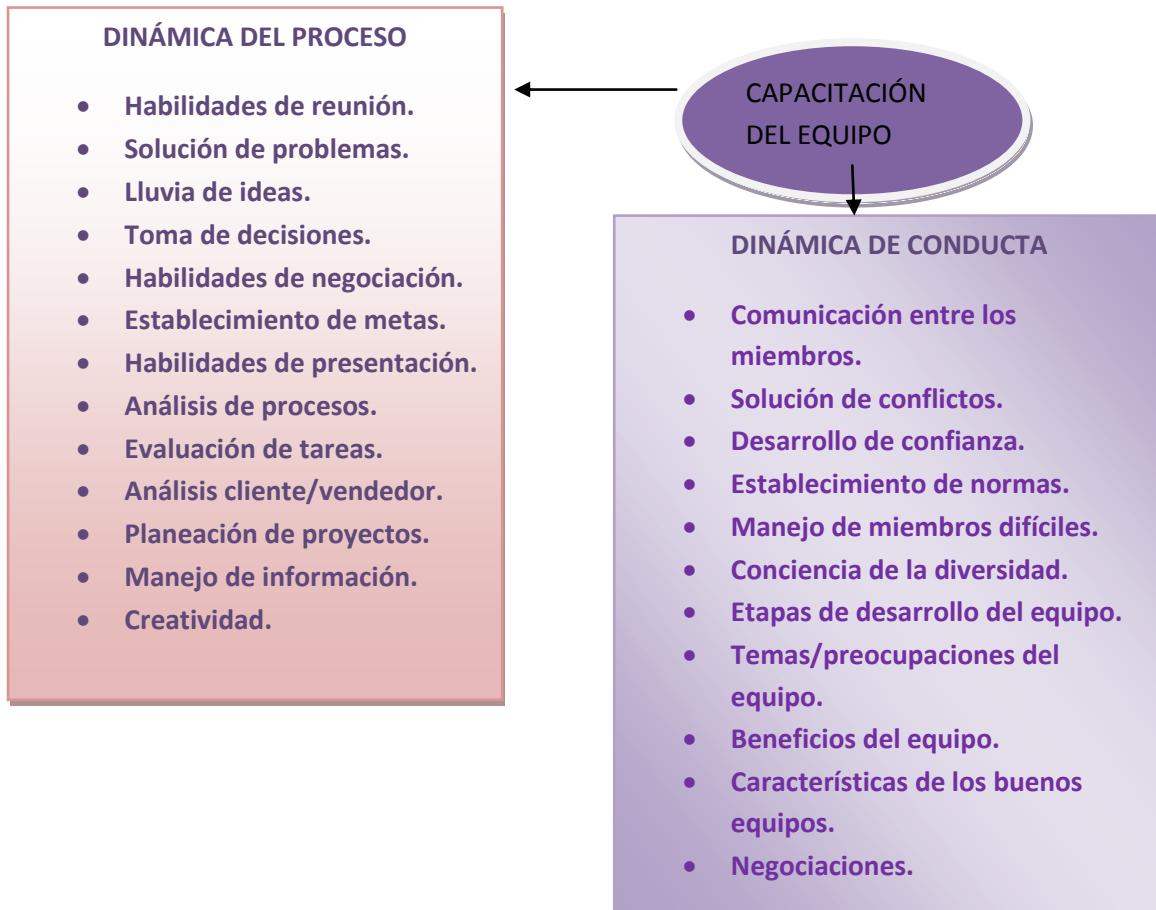 DINÁMICA DEL PROCESO
• Habilidades de reunión.
• Solución de problemas.
• Lluvia de ideas.
• Toma de decisiones.
• Habilidades de negociación.
• Establecimiento de metas.
• Habilidades de presentación.
• Análisis de procesos.
• Evaluación de tareas.
• Análisis cliente/vendedor.
• Planeación de proyectos.
• Manejo de información.
• Creatividad.
CAPACITACIÓN
DEL EQUIPO
DINÁMICA DE CONDUCTA
• Comunicación entre los
miembros.
• Solución de conflictos.
• Desarrollo de confianza.
• Establecimiento de normas.
• Manejo de miembros difíciles.
• Conciencia de la diversidad.
• Etapas de desarrollo del equipo.
• Temas/preocupaciones del
equipo.
• Beneficios del equipo.
• Características de los buenos
equipos.
• Negociaciones.